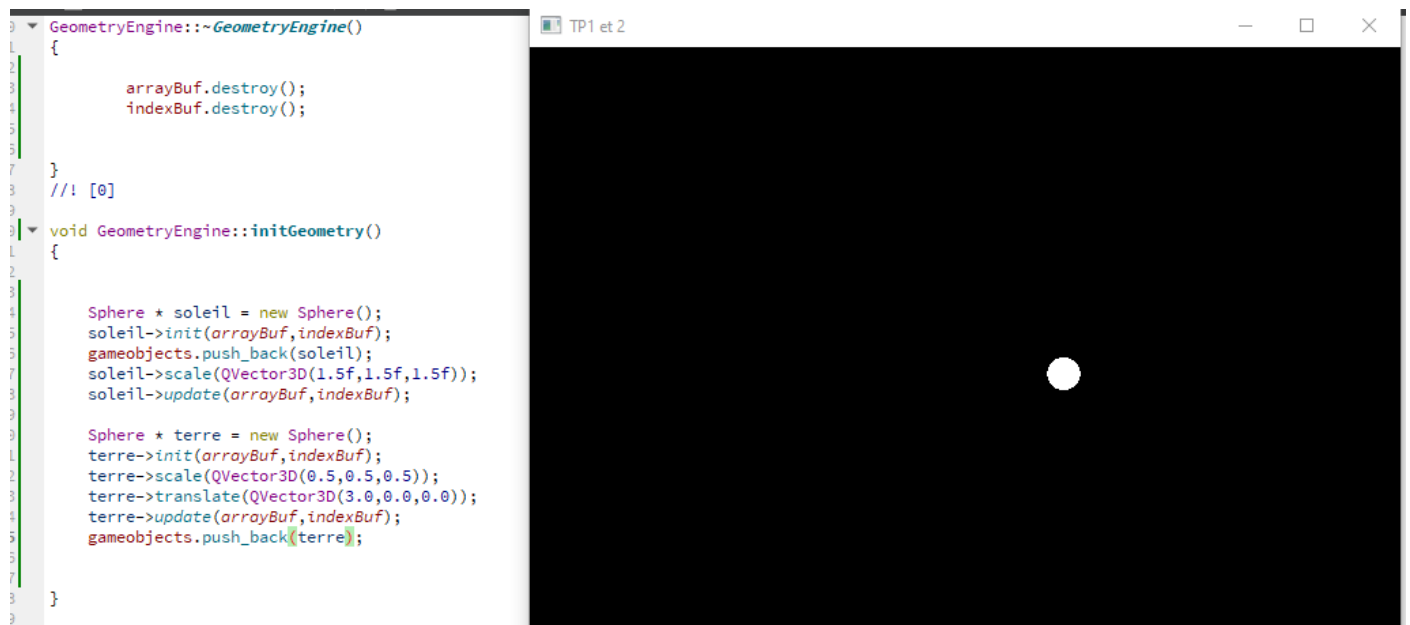 GeometryEngine::~GeometryEngine()
{
arrayBuf.destroy();
indexBuf.destroy();
}
//! [0]
void GeometryEngine::initGeometry()
{
Sphere * soleil = new Sphere();
soleil->init(arrayBuf,indexBuf);
gameobjects.push_back(soleil);
soleil->scale(QVector3D(1.5f,1.5f,1.5f));
soleil->update(arrayBuf,indexBuf);
Sphere * terre = new Sphere();
terre->init(arrayBuf,indexBuf);
terre->scale(QVector3D(0.5,0.5,0.5));
terre->translate(QVector3D(3.0,0.0,0.0));
terre->update(arrayBuf,indexBuf);
gameobjects.push_back(terre);
}
TP1 et 2